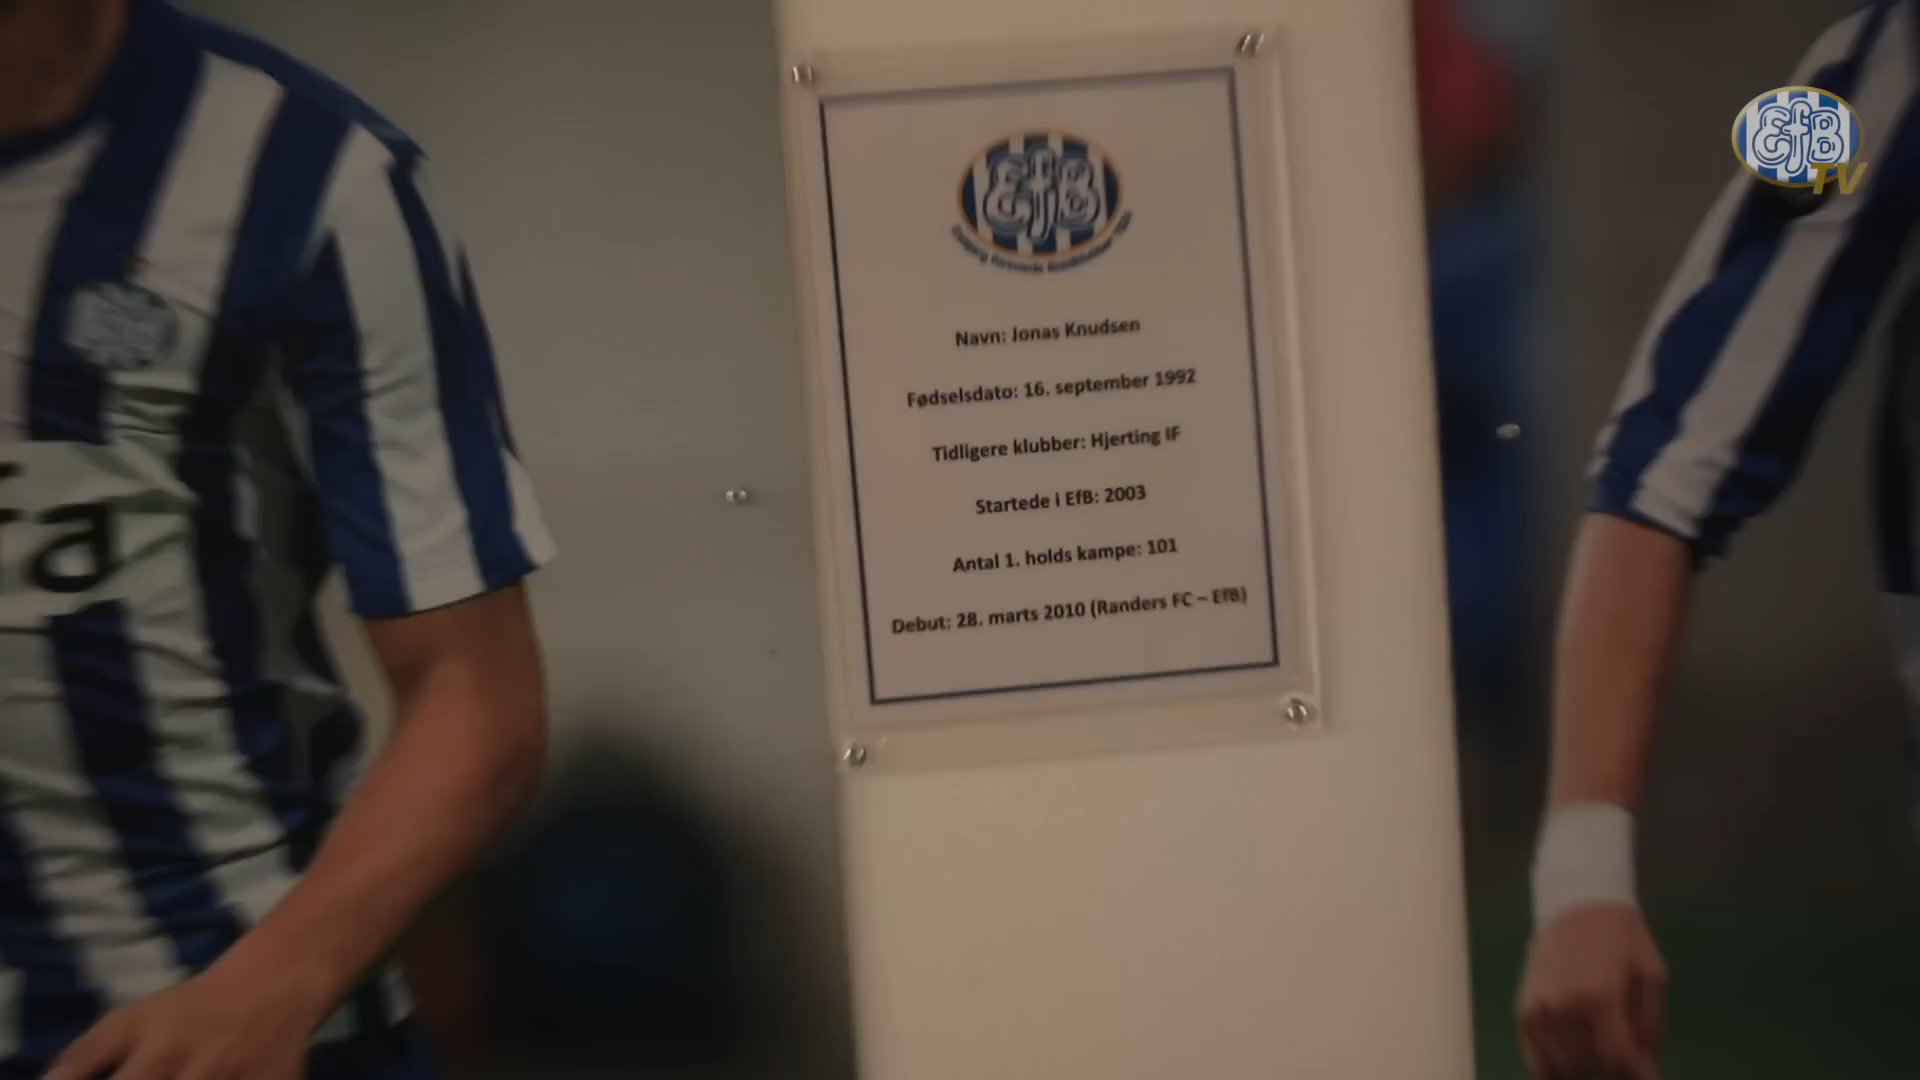 EfB
TV
EfB
Navn: Jonas Knudsen
Fødselsdato: 16. september 1992
Tidligere klubber: Hjerting IF
Startede i EfB: 2003
Antal 1. holds kampe: 101
Debut: 28. marts 2010 (Randers FC – EfB)